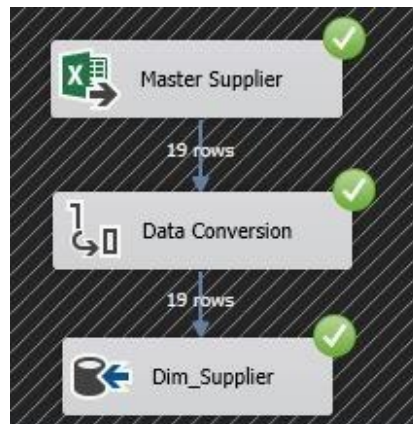 Master Supplier
19 rows
Data Conversion
19 rows
Dim_Supplier